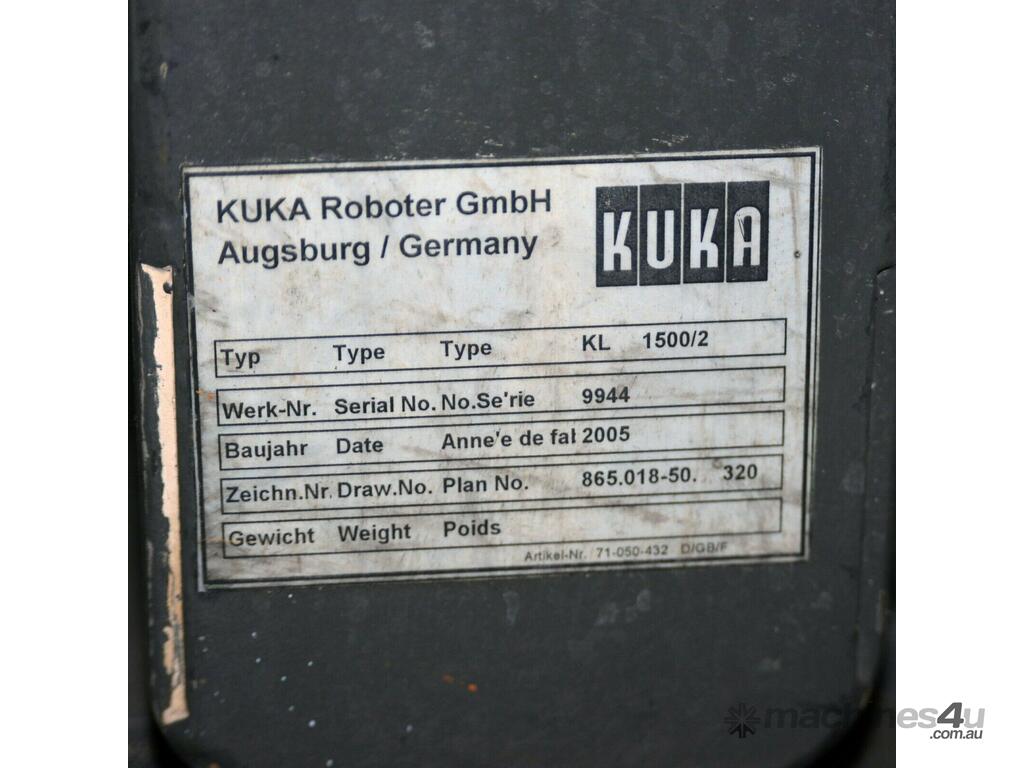 KUKA Roboter GmbH
Augsburg / Germany
KUKA
Typ Type Type KL 1500/2
Werk-Nr. Serial No. No.Se'rie 9944
Baujahr Date Anne'e de fal 2005
Zeichn.Nr. Draw.No. Plan No. 865.018-50. 320
Gewicht Weight Poids
Artikel-Nr. 71-050-432 D/GB/F
machines4u
.com.au